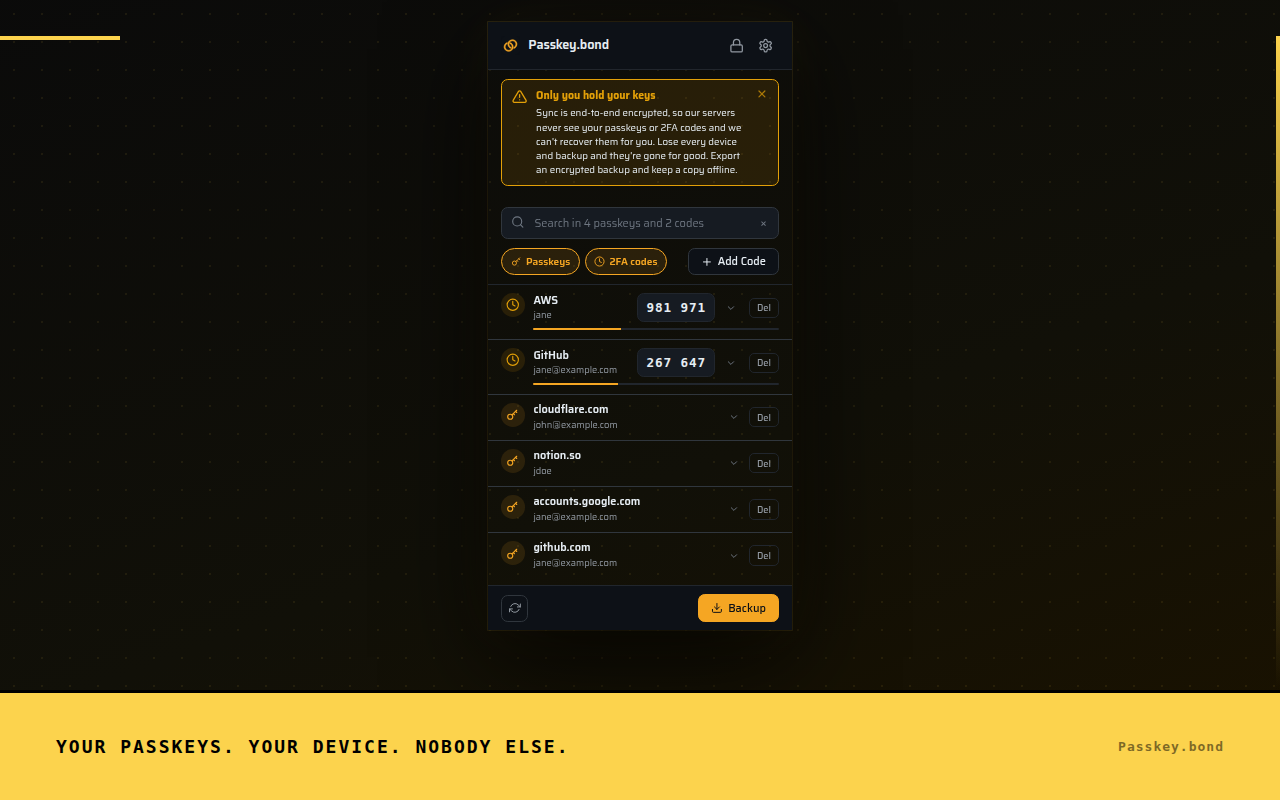 Passkey.bond
Only you hold your keys
Sync is end-to-end encrypted, so our servers
never see your passkeys or 2FA codes and we
can't recover them for you. Lose every device
and backup and they're gone for good. Export
an encrypted backup and keep a copy offline.
Search in 4 passkeys and 2 codes
Passkeys
2FA codes
+ Add Code
AWS
jane
981 971
Del
GitHub
jane@example.com
267 647
Del
cloudflare.com
john@example.com
Del
notion.so
jdoe
Del
accounts.google.com
jane@example.com
Del
github.com
jane@example.com
Del
Backup
YOUR PASSKEYS. YOUR DEVICE. NOBODY ELSE.
Passkey.bond